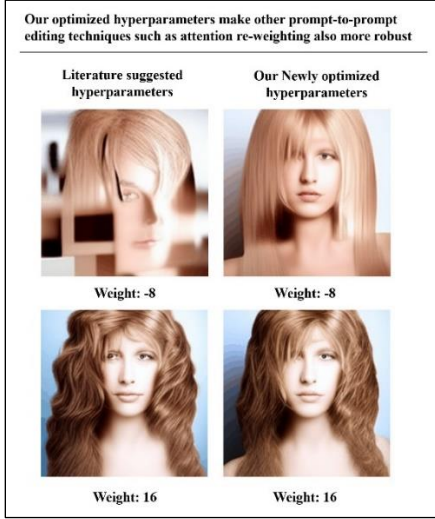 Our optimized hyperparameters make other prompt-to-prompt
editing techniques such as attention re-weighting also more robust
Literature suggested
hyperparameters
Our Newly optimized
hyperparameters
Weight: -8
Weight: -8
Weight: 16
Weight: 16